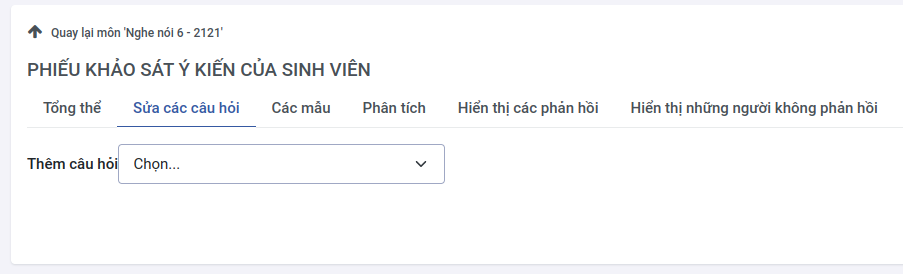 Quay lại môn 'Nghe nói 6 - 2121'
PHIẾU KHẢO SÁT Ý KIẾN CỦA SINH VIÊN
Tổng thể Sửa các câu hỏi Các mẫu Phân tích Hiển thị các phản hồi Hiển thị những người không phản hồi
Thêm câu hỏi Chọn...